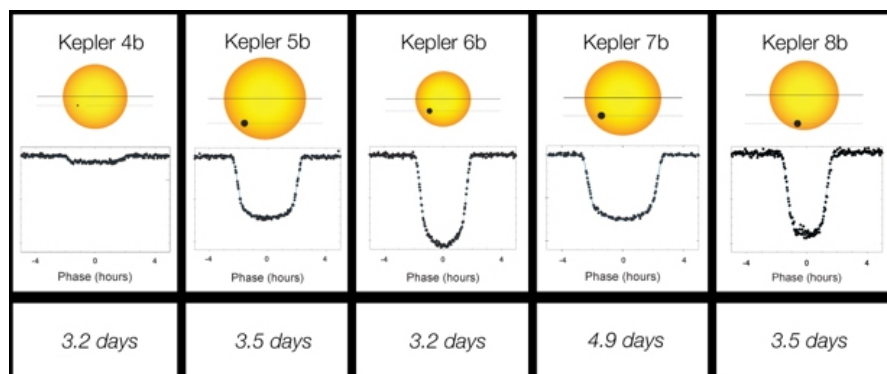 Kepler 4b
Kepler 5b
Kepler 6b
Kepler 7b
Kepler 8b
-4 0 4
-4 0 4
-4 0 4
-4 0 4
-4 0 4
Phase (hours)
Phase (hours)
Phase (hours)
Phase (hours)
Phase (hours)
3.2 days
3.5 days
3.2 days
4.9 days
3.5 days